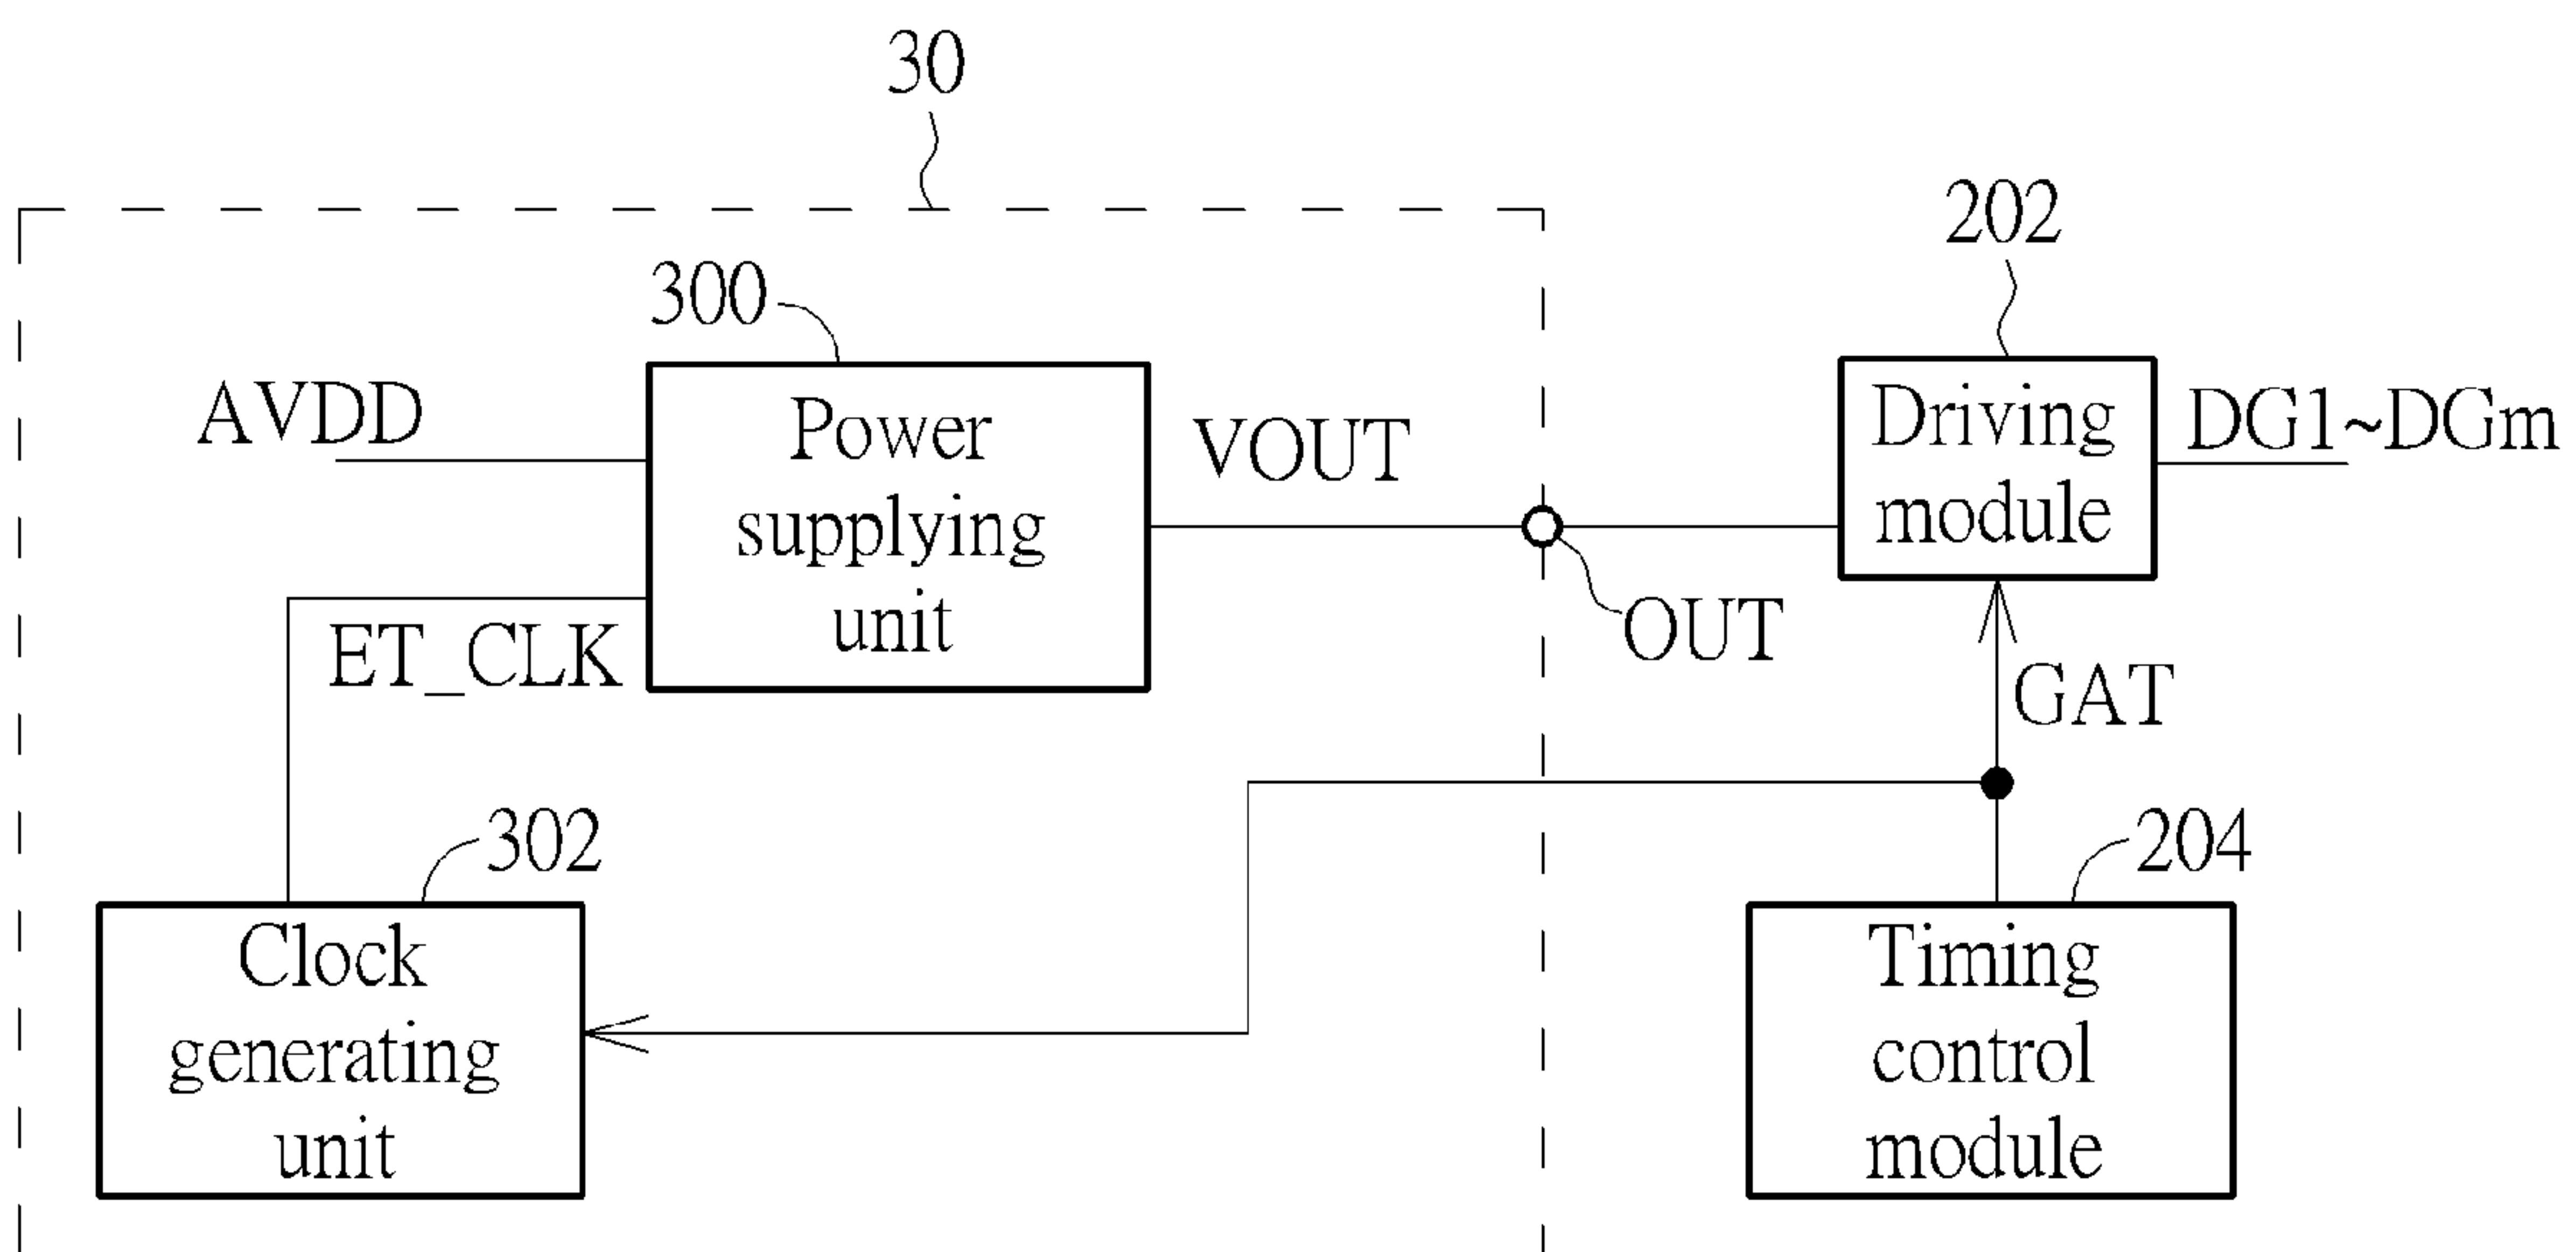 30
202
300
AVDD
Power
supplying
unit
VOUT
Driving
module
DG1~DGm
ET_CLK
OUT
GAT
302
204
Clock
generating
unit
Timing
control
module